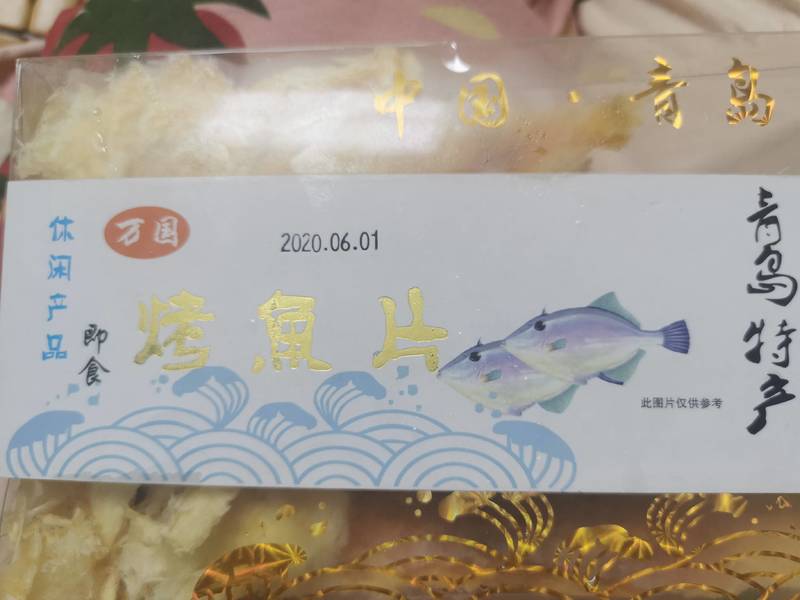 中国·青岛
休闲产品
万国
2020.06.01
即食
烤魚片
此图片仅供参考
青岛特产